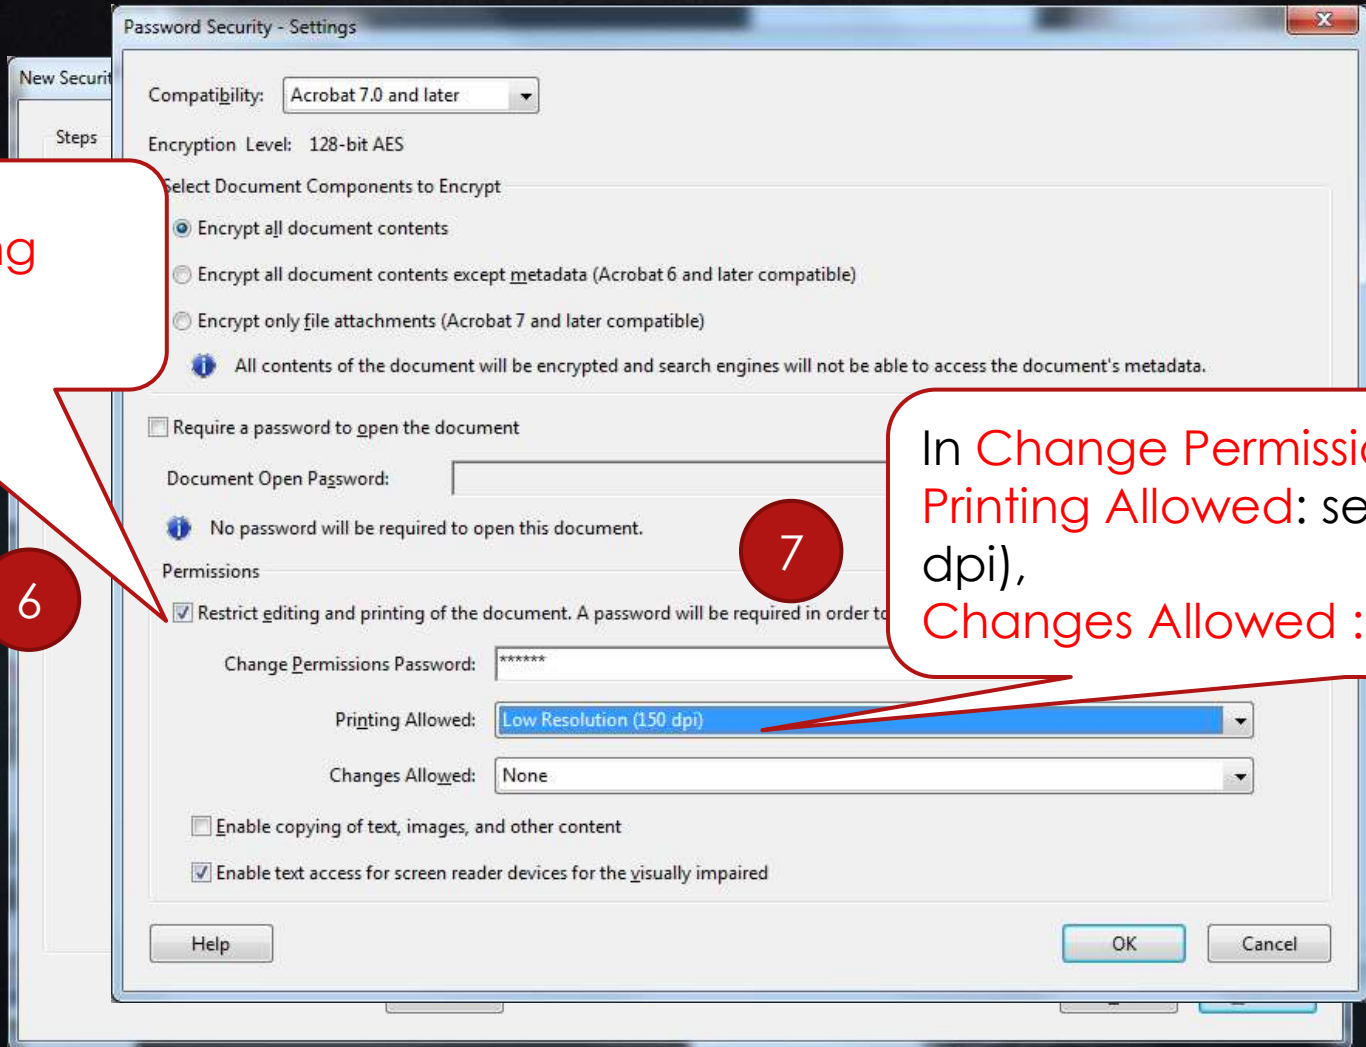 Password Security - Settings
New Securit
Compatibility: Acrobat 7.0 and later
Steps
Encryption Level: 128-bit AES
Select Document Components to Encrypt
ng
Encrypt all document contents
Encrypt all document contents except metadata (Acrobat 6 and later compatible)
Encrypt only file attachments (Acrobat 7 and later compatible)
All contents of the document will be encrypted and search engines will not be able to access the document's metadata.
Require a password to open the document
Document Open Password:
No password will be required to open this document.
In Change Permissio
Printing Allowed: se
dpi),
Changes Allowed :
7
Permissions
6
Restrict editing and printing of the document. A password will be required in order to
Change Permissions Password: ******
Printing Allowed: Low Resolution (150 dpi)
Changes Allowed: None
Enable copying of text, images, and other content
Enable text access for screen reader devices for the visually impaired
Help OK Cancel